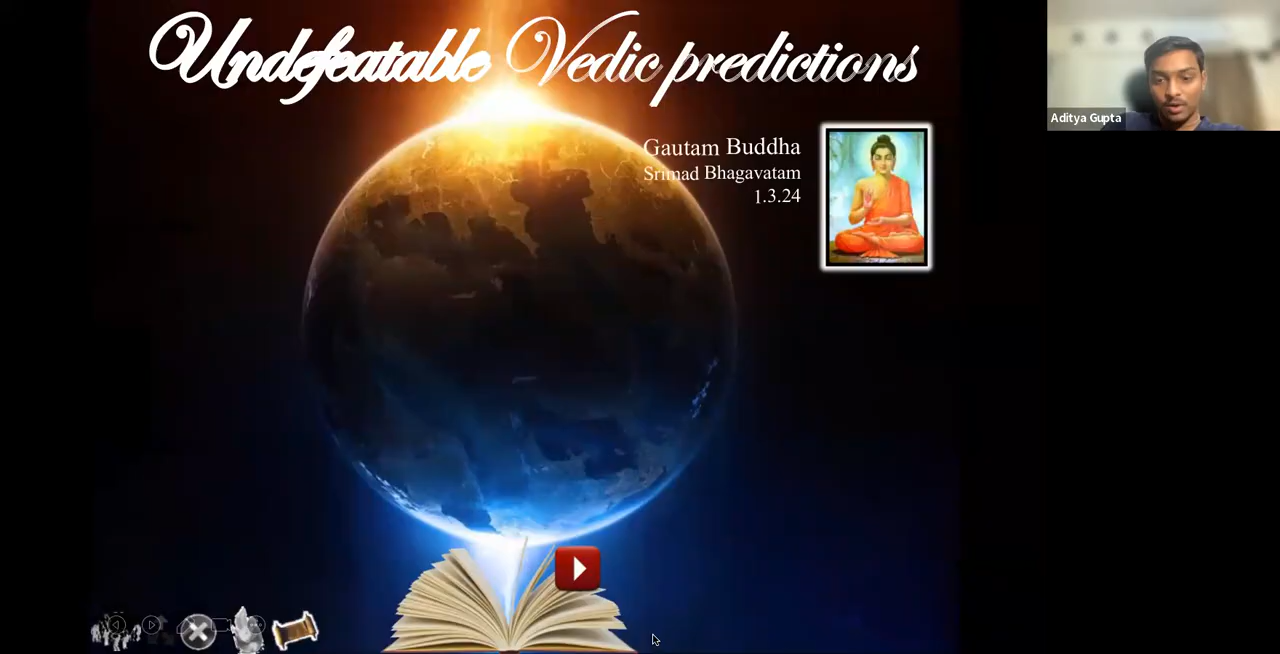 Undefeatable Vedic predictions
Gautam Buddha
Srimad Bhagavatam
1.3.24
Aditya Gupta